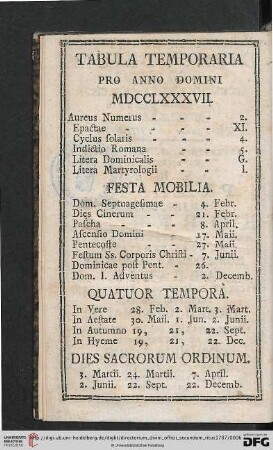 TABULA TEMPORARIA
PRO ANNO DOMINI
MDCCLXXXVII.
Aureus Numerus - - - 2.
Epactae - - - - XI.
Cyclus solaris - - - 4.
Indictio Romana - - - 5.
Litera Dominicalis - - G.
Litera Martyrologii - - l.
FESTA MOBILIA.
Dom. Septuagesimae - 4. Febr.
Dies Cinerum - - 21. Febr.
Pascha - - - 8. April.
Ascensio Domini - 17. Maii.
Pentecoste - - 27. Maii.
Festum Ss. Corporis Christi - 7. Junii.
Dominicae post Pent. - 26.
Dom. I. Adventus - - 2. Decemb.
QUATUOR TEMPORA.
In Vere 28. Feb. 2. Mart. 3. Mart.
In Aestate 30. Maii. 1. Jun. 2. Junii.
In Autumno 19, 21, 22. Sept.
In Hyeme 19, 21, 22. Dec.
DIES SACRORUM ORDINUM.
3. Martii. 24. Martii. 7. April.
2. Junii. 22. Sept. 22. Decemb.